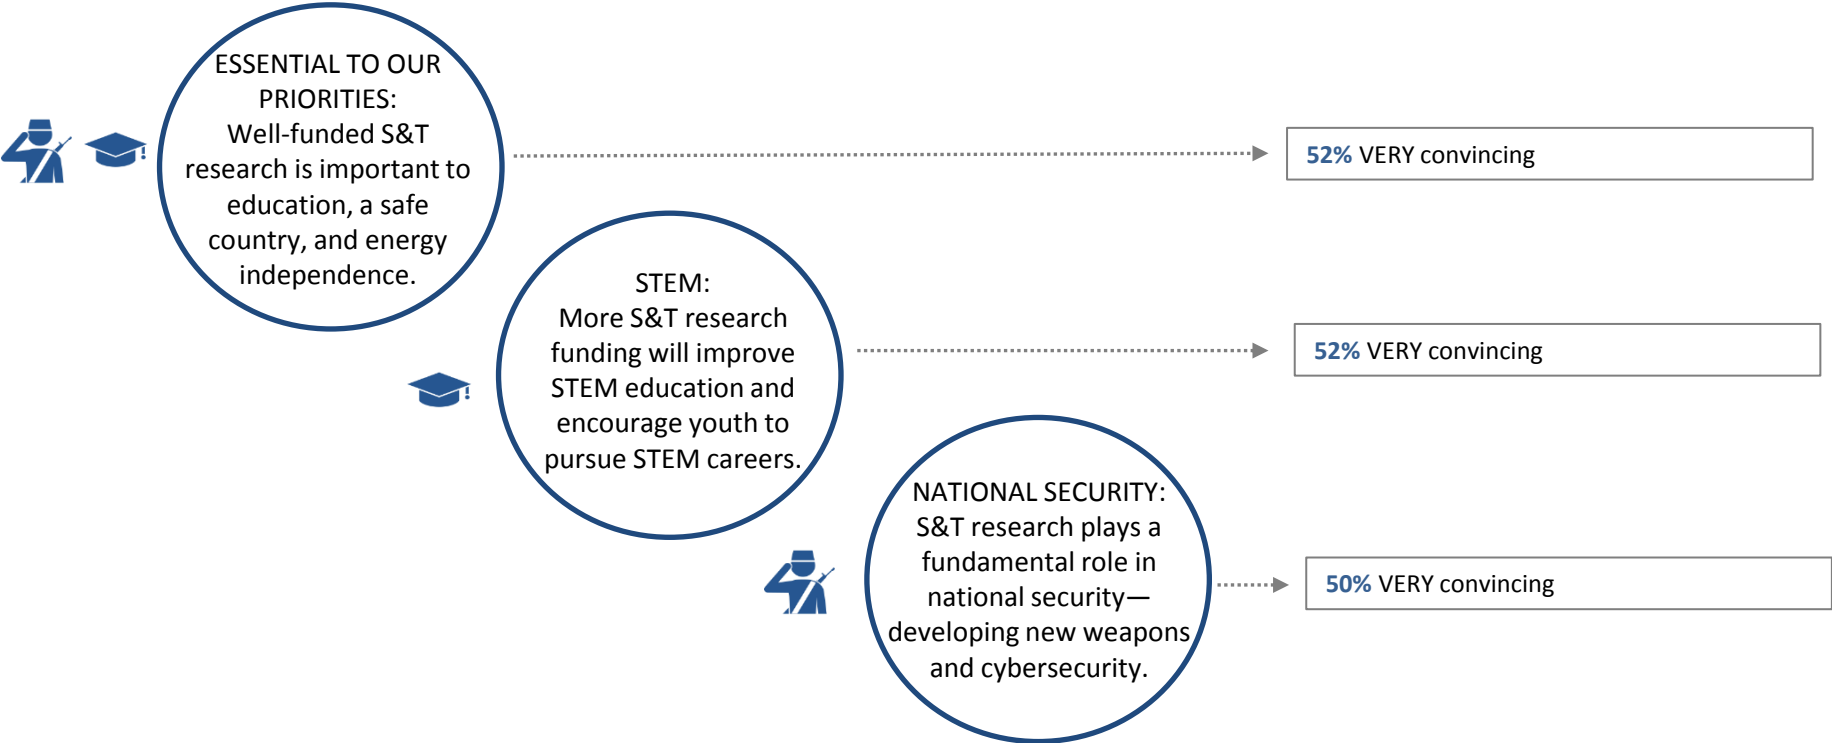 ESSENTIAL TO OUR
PRIORITIES:
Well-funded S&T
research is important to
education, a safe
country, and energy
independence.
52% VERY convincing
STEM:
More S&T research
funding will improve
STEM education and
encourage youth to
pursue STEM careers.
52% VERY convincing
NATIONAL SECURITY:
S&T research plays a
fundamental role in
national security—
developing new weapons
and cybersecurity.
50% VERY convincing